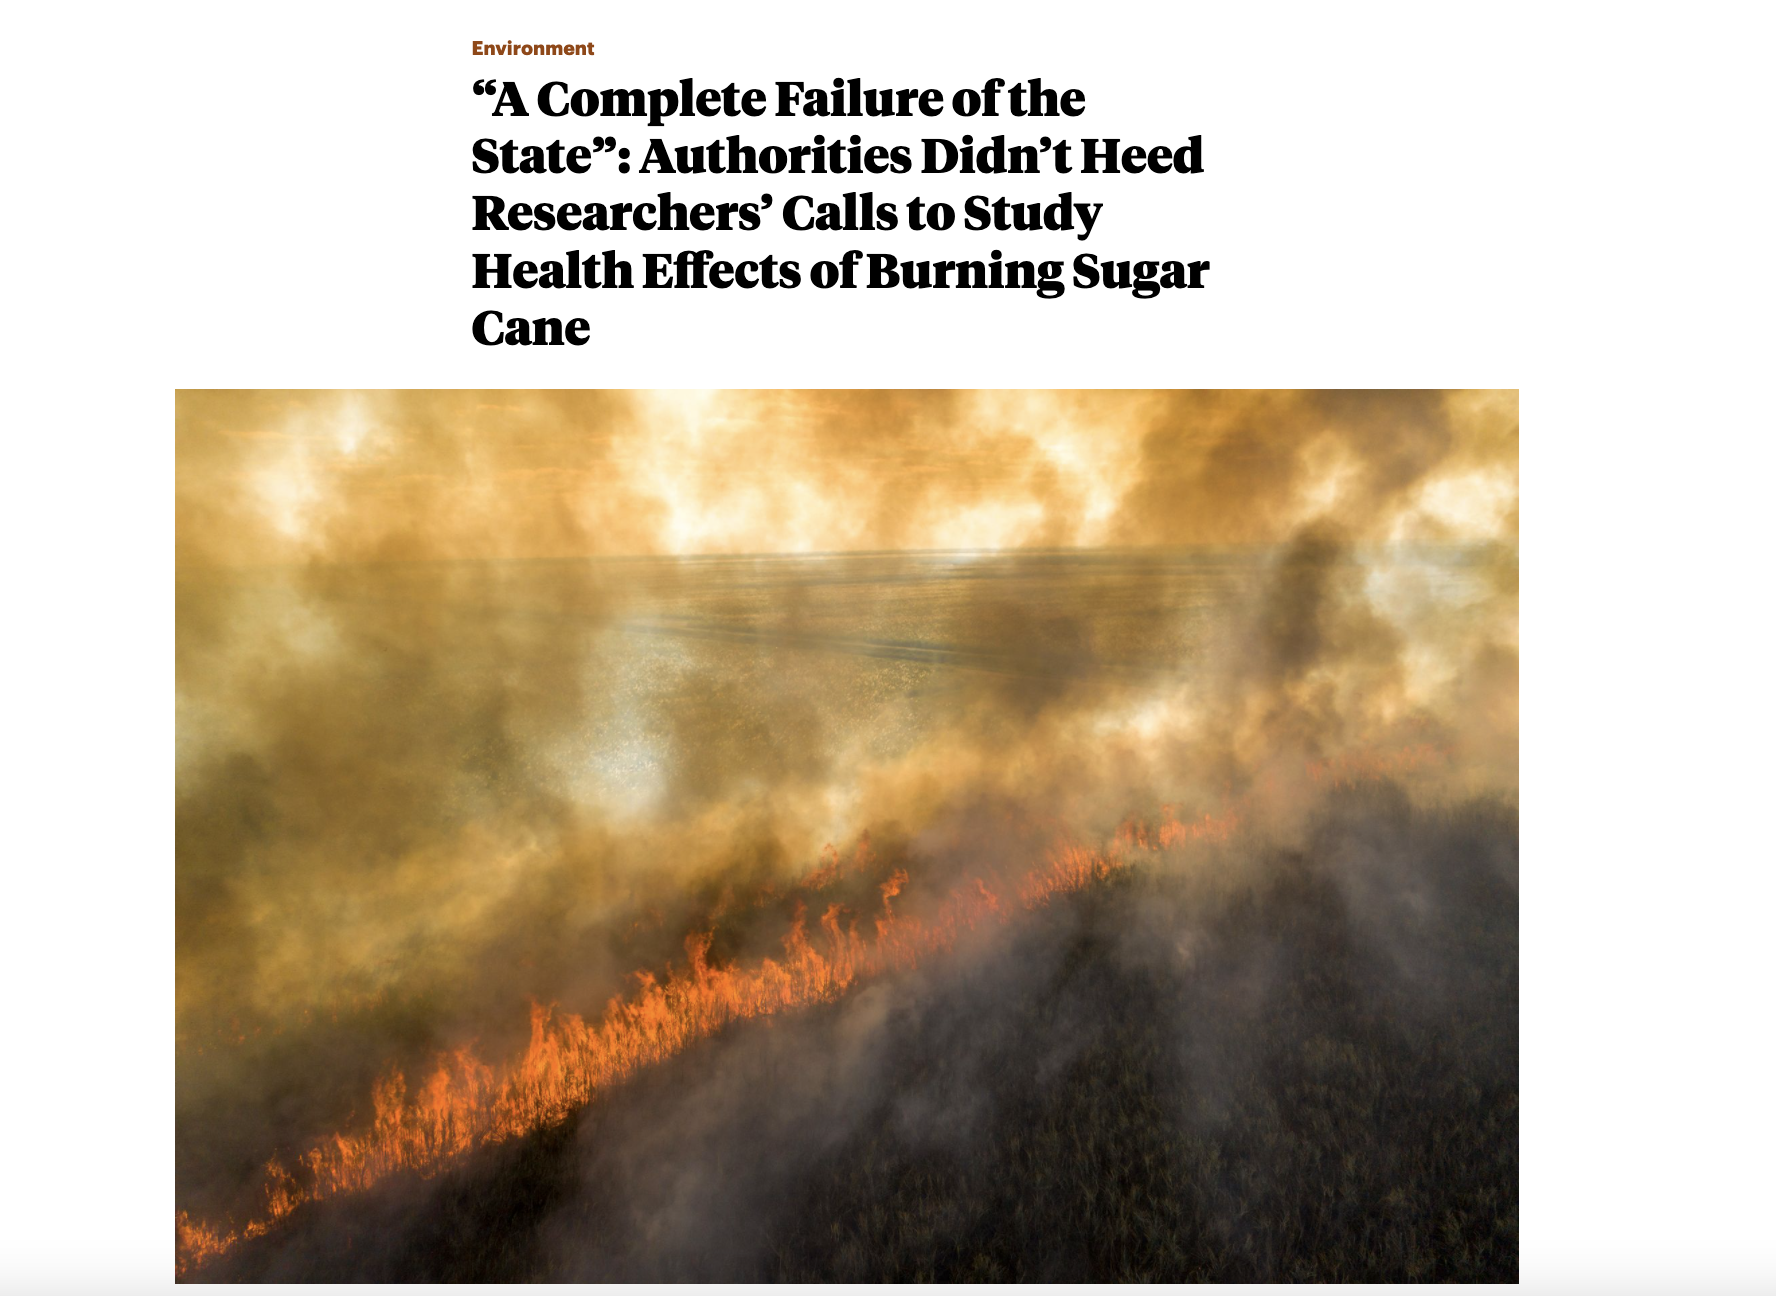 Environment
“A Complete Failure of the
State”: Authorities Didn’t Heed
Researchers’ Calls to Study
Health Effects of Burning Sugar
Cane